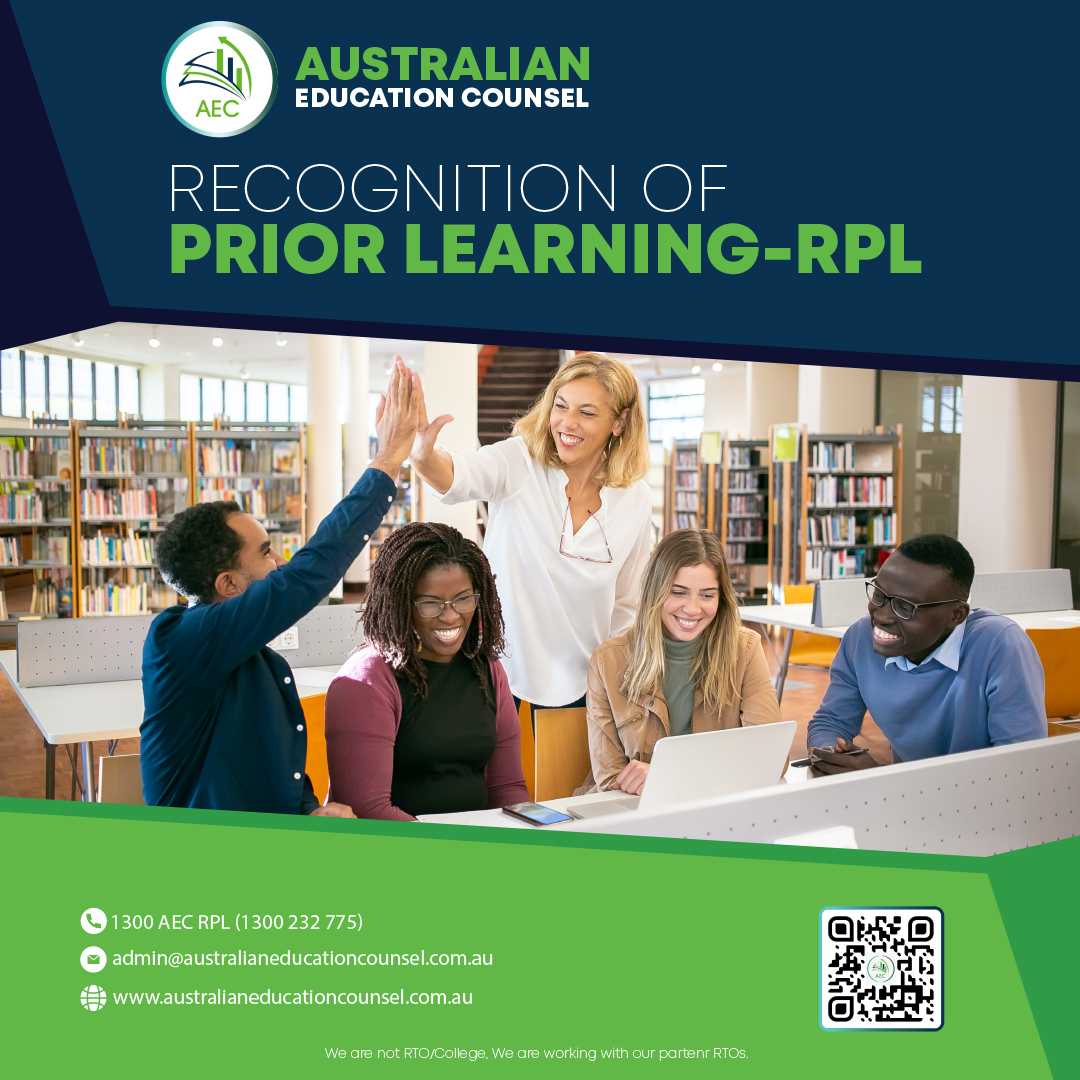 AEC
AUSTRALIAN
EDUCATION COUNSEL
RECOGNITION OF
PRIOR LEARNING-RPL
1300 AEC RPL (1300 232 775)
admin@australianeducationcounsel.com.au
www.australianeducationcounsel.com.au
AEC
We are not RTO/College, We are working with our partenr RTOs.